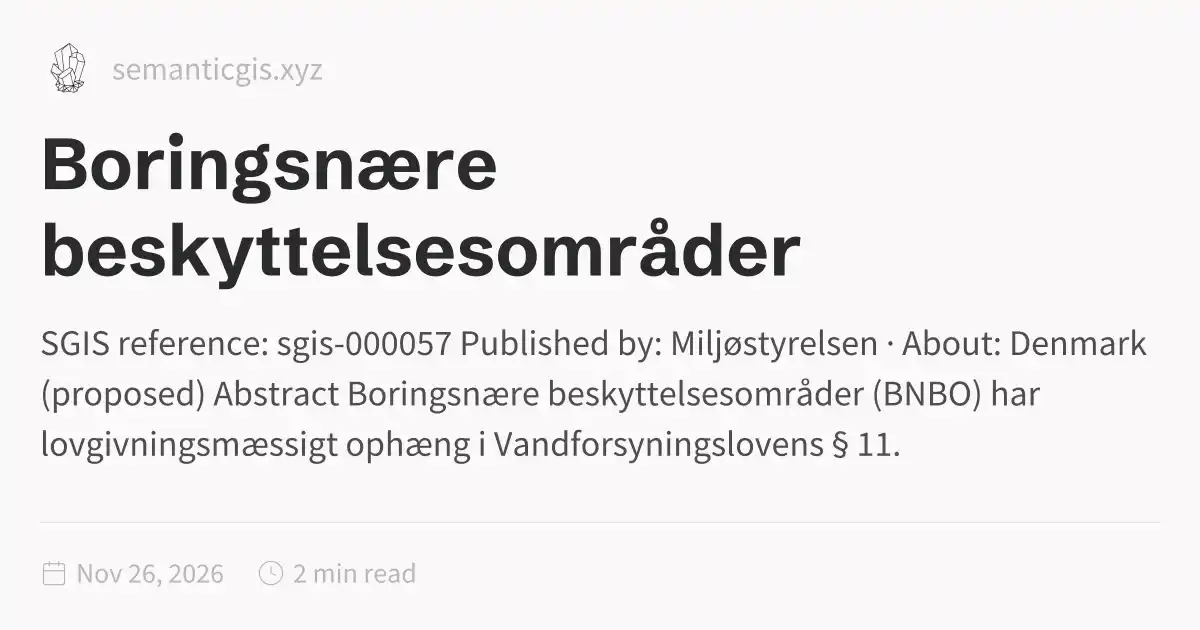 semanticgis.xyz
Boringsnære
beskyttelsesområder
SGIS reference: sgis-000057 Published by: Miljøstyrelsen · About: Denmark
(proposed) Abstract Boringsnære beskyttelsesområder (BNBO) har
lovgivningsmæssigt ophæng i Vandforsyningslovens § 11.
Nov 26, 2026 2 min read